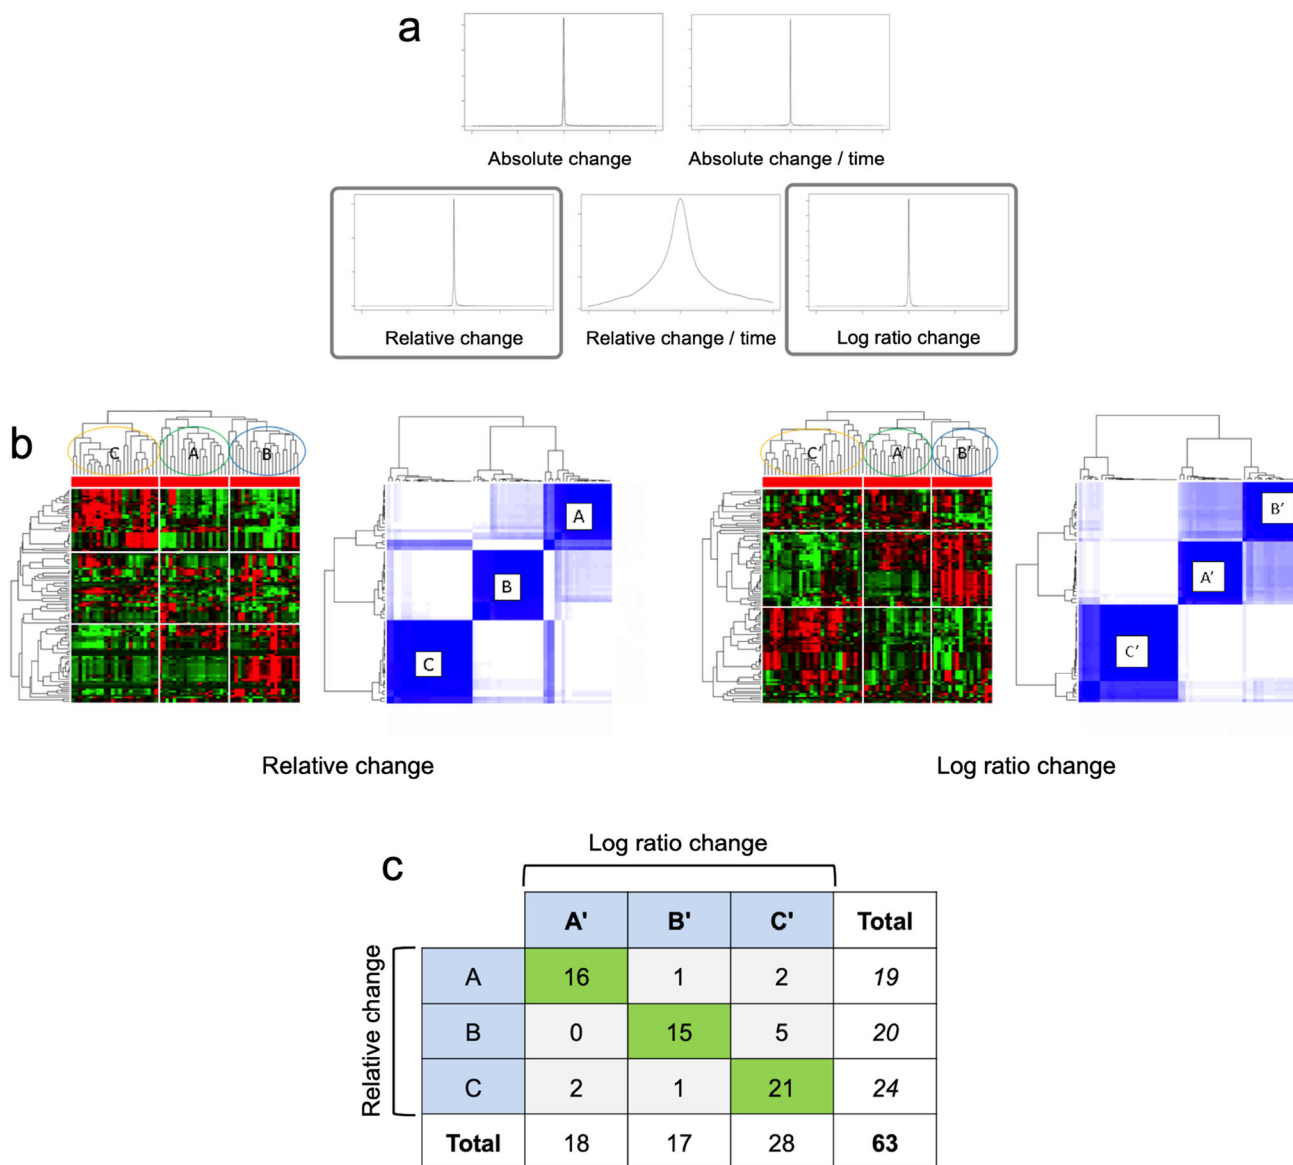 a
Absolute change
Absolute change / time
Relative change
Relative change / time
Log ratio change
b
C
A
B
A
B
C
C'
A'
B'
B'
A'
C'
Relative change
Log ratio change
c
Log ratio change
Relative change
A' B' C' Total
A 16 1 2 19
B 0 15 5 20
C 2 1 21 24
Total 18 17 28 63